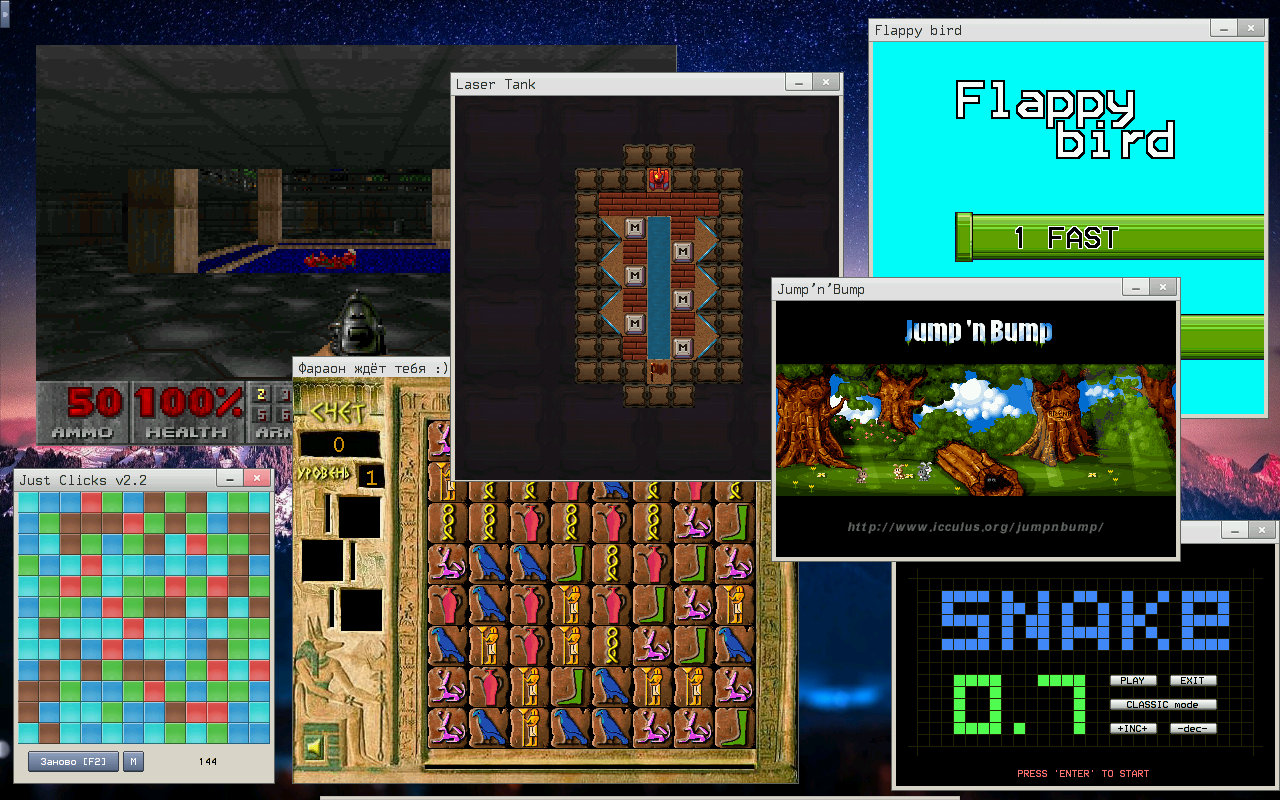 Flappy bird
Flappy
bird
1 FAST
Laser Tank
M
M
M
M
M
M
Jump'n'Bump
Jump 'n Bump
http://www.icculus.org/jumpnbump/
50
100%
2
3
5
6
AMMO
HEALTH
ARM
Фараон ждёт тебя :)
СЧЕТ
0
УРОВЕНЬ
1
Just Clicks v2.2
Заново [F2]
M
144
SNAKE
0.7
PLAY
EXIT
CLASSIC mode
+INC+
-dec-
PRESS 'ENTER' TO START